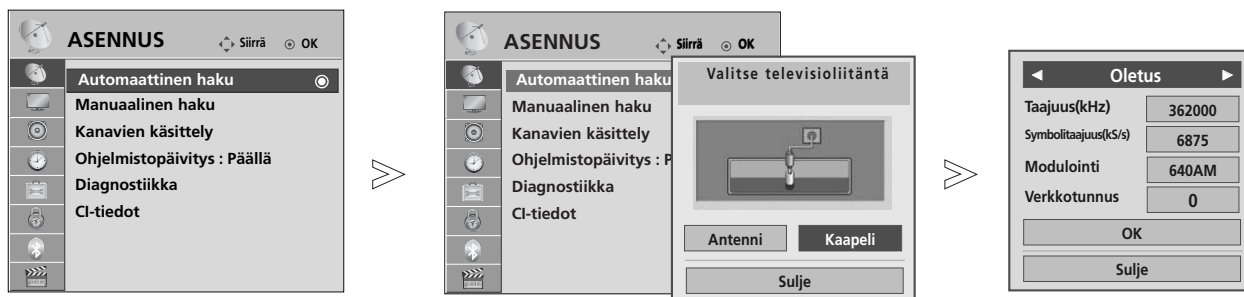 ASENNUS Siirrä OK
Automaattinen haku
Manuaalinen haku
Kanavien käsittely
Ohjelmistopäivitys : Päällä
Diagnostiikka
CI-tiedot
ASENNUS Siirrä OK
Automaattinen haku
Manuaalinen haku
Kanavien käsittely
Ohjelmistopäivitys : P
Diagnostiikka
CI-tiedot
Valitse televisioliitäntä
Antenni Kaapeli
Sulje
Oletus
Taajuus(kHz) 362000
Symbolitaajuus(kS/s) 6875
Modulointi 640AM
Verkkotunnus 0
OK
Sulje